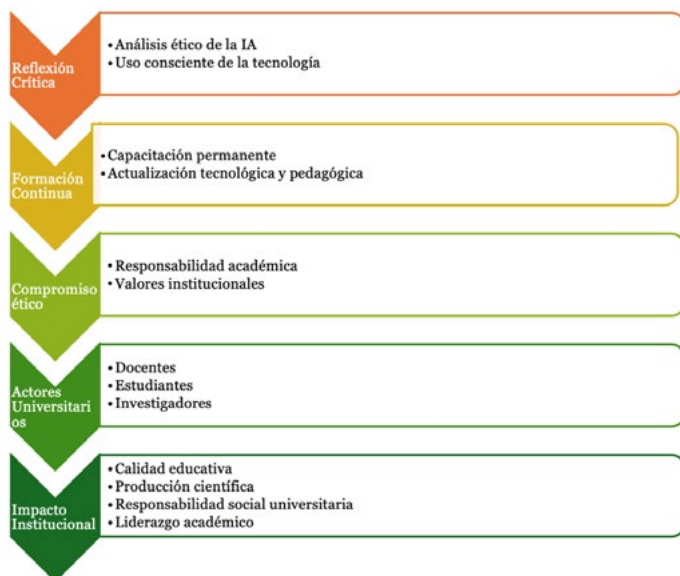 Reflexión
Crítica
• Análisis ético de la IA
• Uso consciente de la tecnología
Formación
Continua
• Capacitación permanente
• Actualización tecnológica y pedagógica
Compromiso
ético
• Responsabilidad académica
• Valores institucionales
Actores
Universitari
os
• Docentes
• Estudiantes
• Investigadores
Impacto
Institucional
• Calidad educativa
• Producción científica
• Responsabilidad social universitaria
• Liderazgo académico